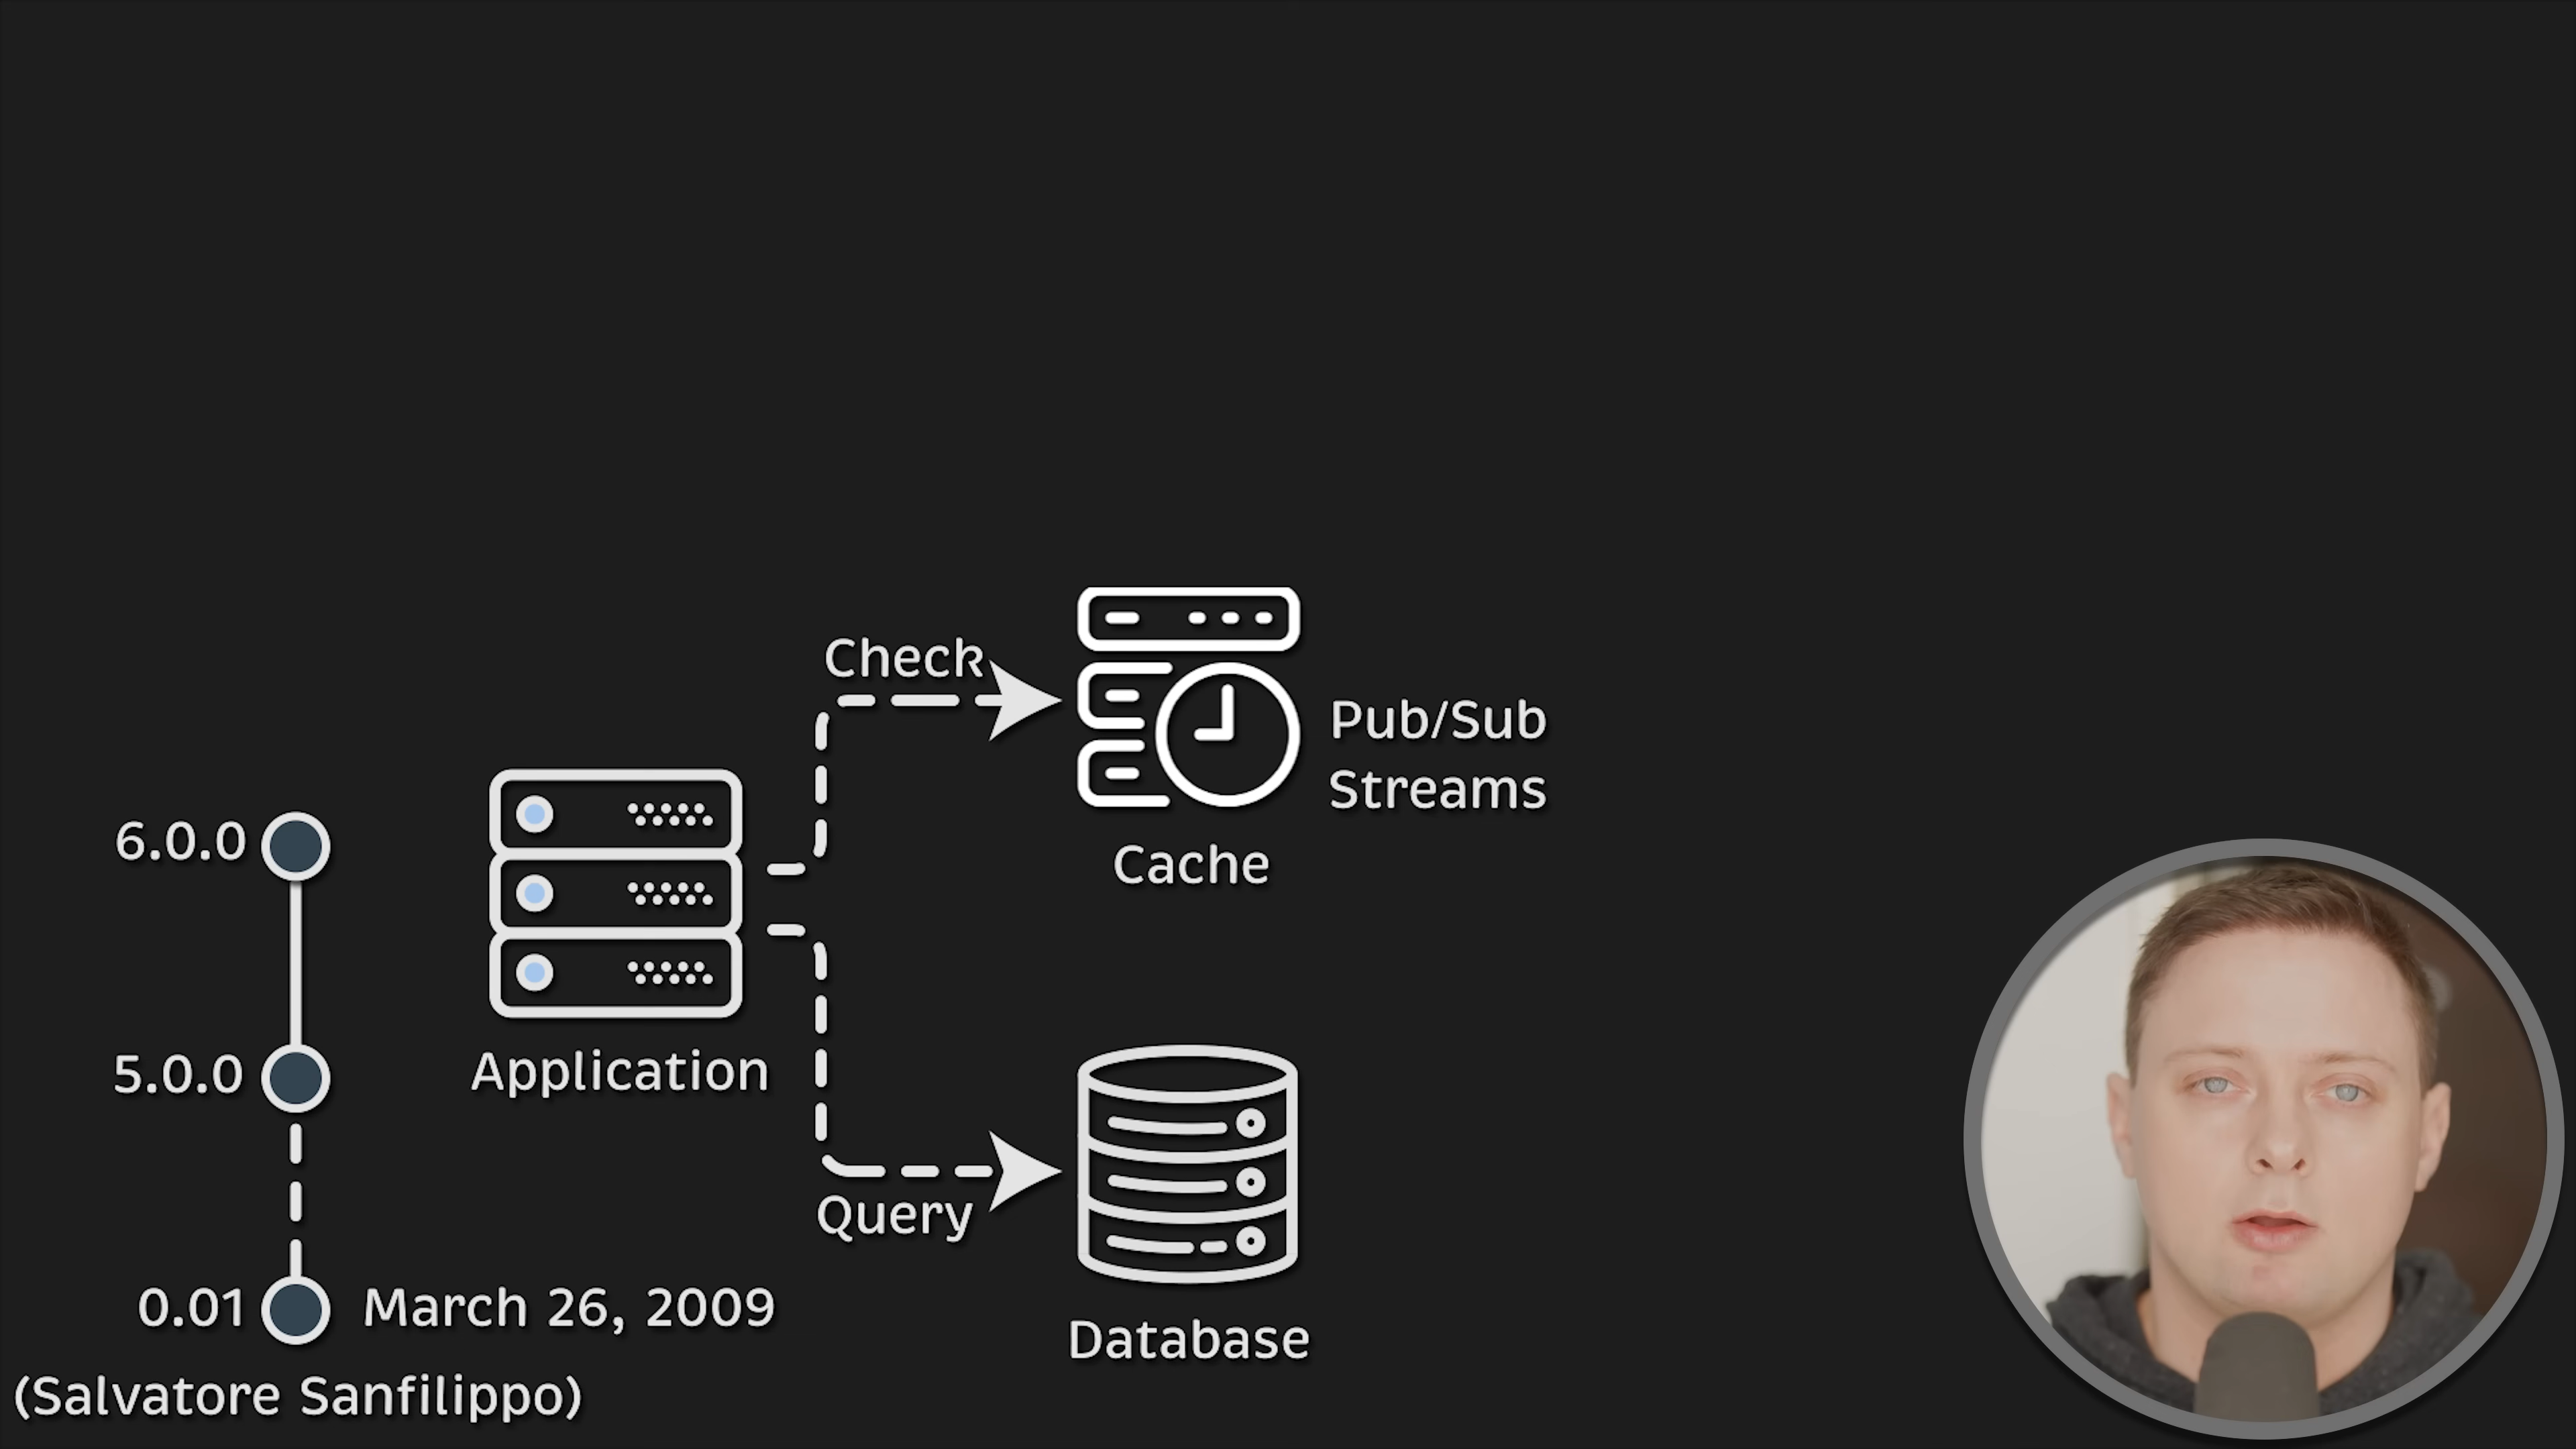 Check
Pub/Sub
Streams
6.0.0
Cache
Application
5.0.0
Query
0.01
March 26, 2009
Database
(Salvatore Sanfilippo)